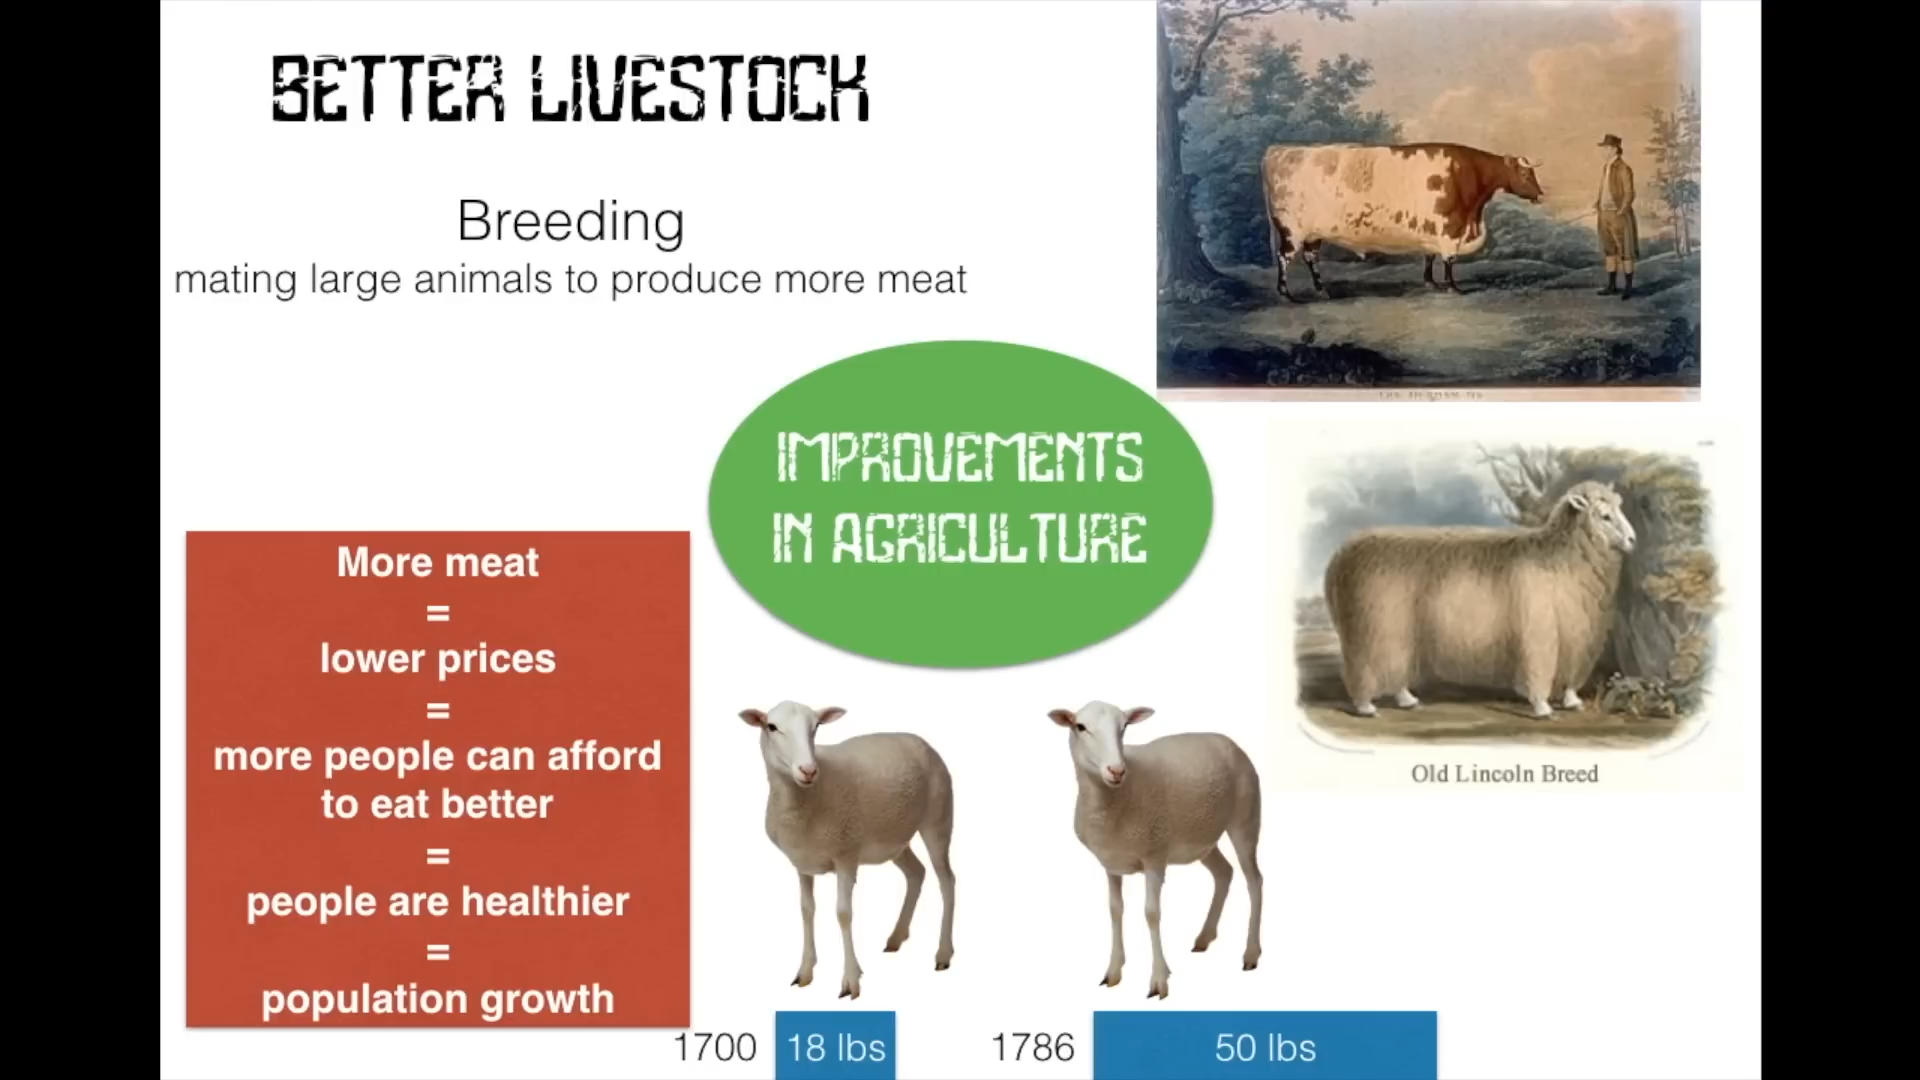 BETTER LIVESTOCK
Breeding
mating large animals to produce more meat
IMPROVEMENTS
IN AGRICULTURE
More meat
=
lower prices
=
more people can afford
to eat better
=
people are healthier
=
population growth
Old Lincoln Breed
1700 18 lbs
1786 50 lbs